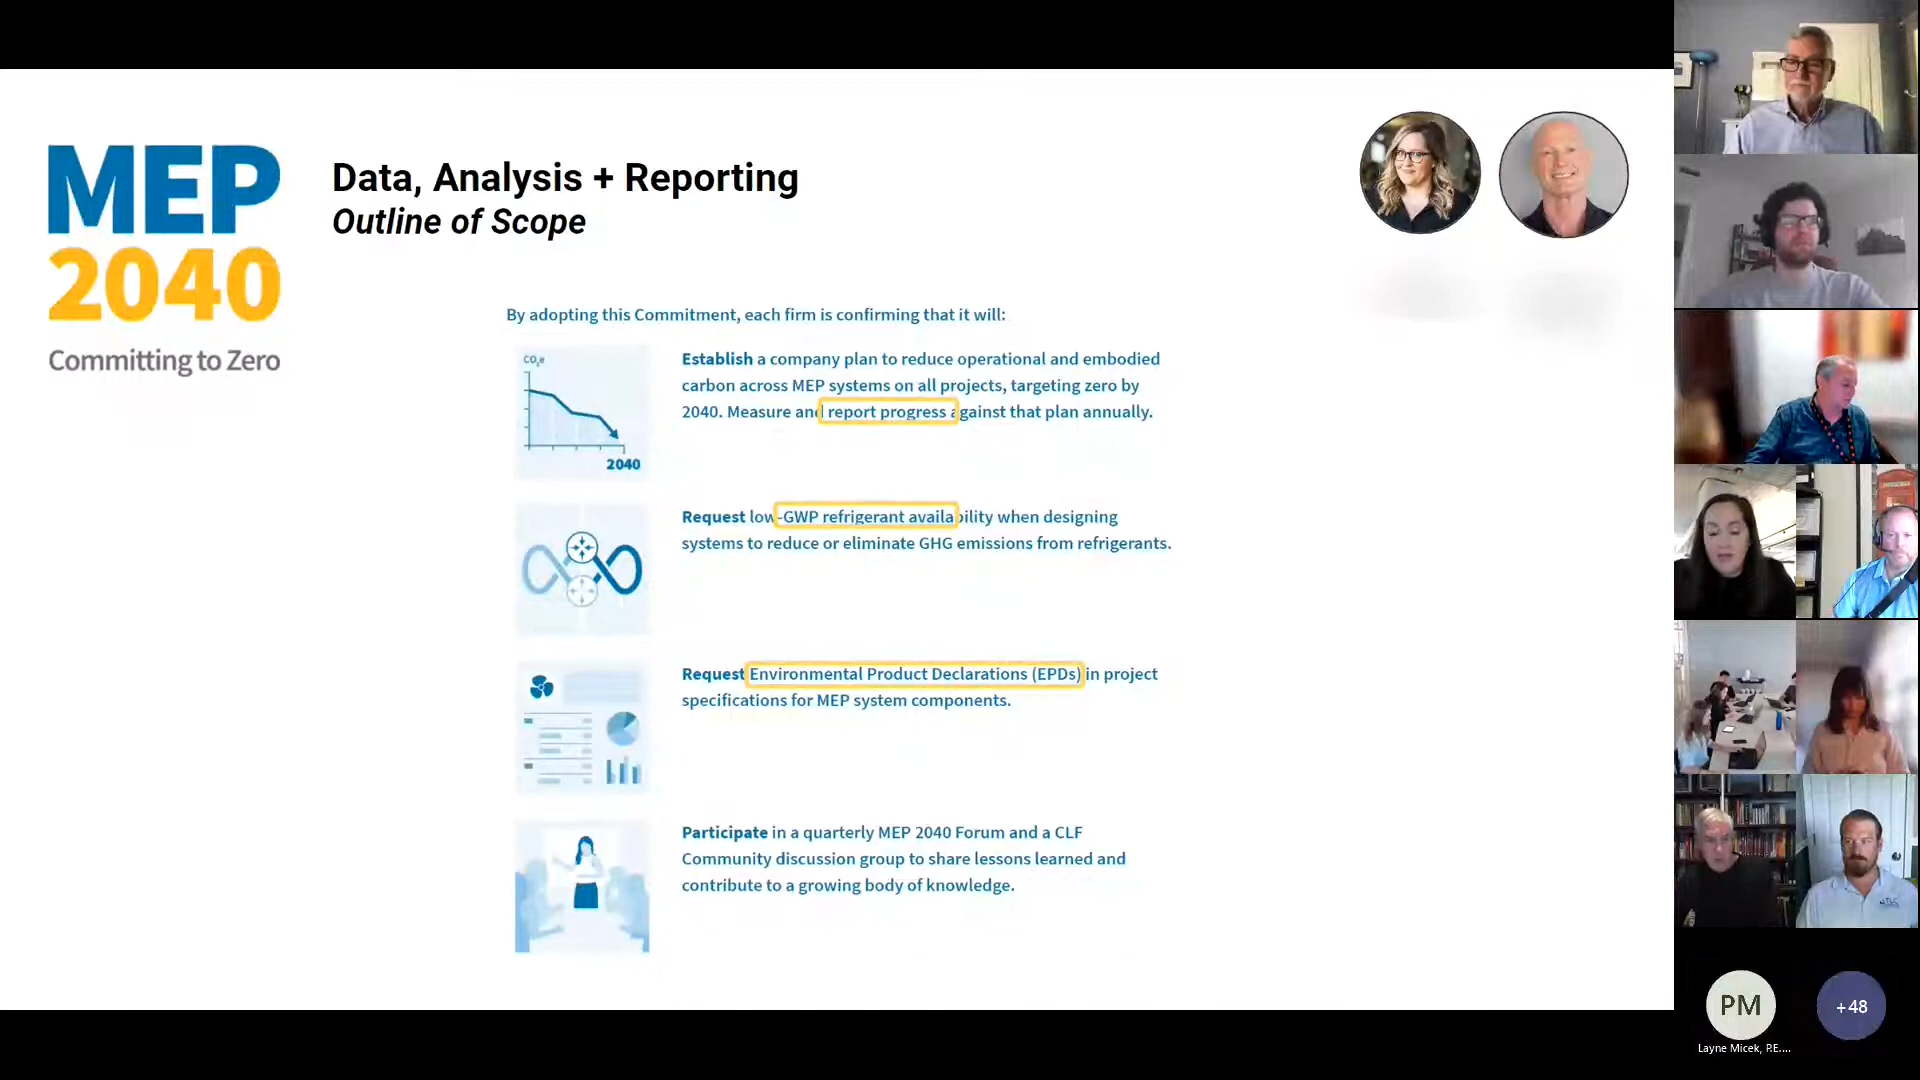 MEP
2040
Committing to Zero
Data, Analysis + Reporting
Outline of Scope
By adopting this Commitment, each firm is confirming that it will:
CO₂e
2040
Establish a company plan to reduce operational and embodied
carbon across MEP systems on all projects, targeting zero by
2040. Measure and report progress against that plan annually.
Request low-GWP refrigerant availability when designing
systems to reduce or eliminate GHG emissions from refrigerants.
Request Environmental Product Declarations (EPDs) in project
specifications for MEP system components.
Participate in a quarterly MEP 2040 Forum and a CLF
Community discussion group to share lessons learned and
contribute to a growing body of knowledge.
PM
+48
Layne Micek, P.E....